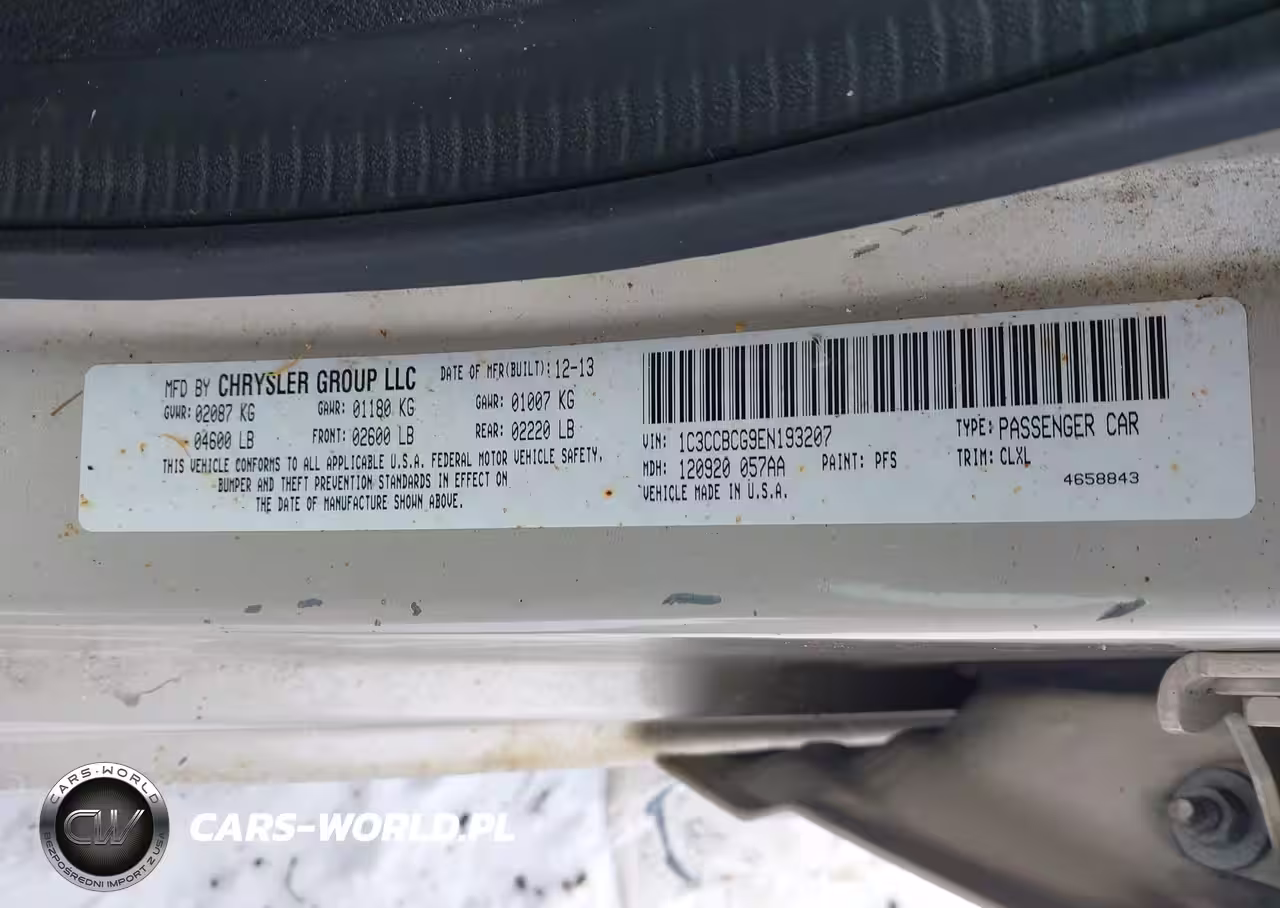 MFD BY CHRYSLER GROUP LLC DATE OF MFR(BUILT): 12-13
GVWR: 02087 KG GAWR: 01180 KG GAWR: 01007 KG
04600 LB FRONT: 02600 LB REAR: 02220 LB
THIS VEHICLE CONFORMS TO ALL APPLICABLE U.S.A. FEDERAL MOTOR VEHICLE SAFETY,
BUMPER AND THEFT PREVENTION STANDARDS IN EFFECT ON
THE DATE OF MANUFACTURE SHOWN ABOVE.
VIN: 1C3CCBCG9EN193207 TYPE: PASSENGER CAR
MDH: 120920 057AA PAINT: PFS TRIM: CLXL
VEHICLE MADE IN U.S.A. 4658843
CARS-WORLD
CW
BEZPOŚREDNI IMPORT Z USA
CARS-WORLD.PL